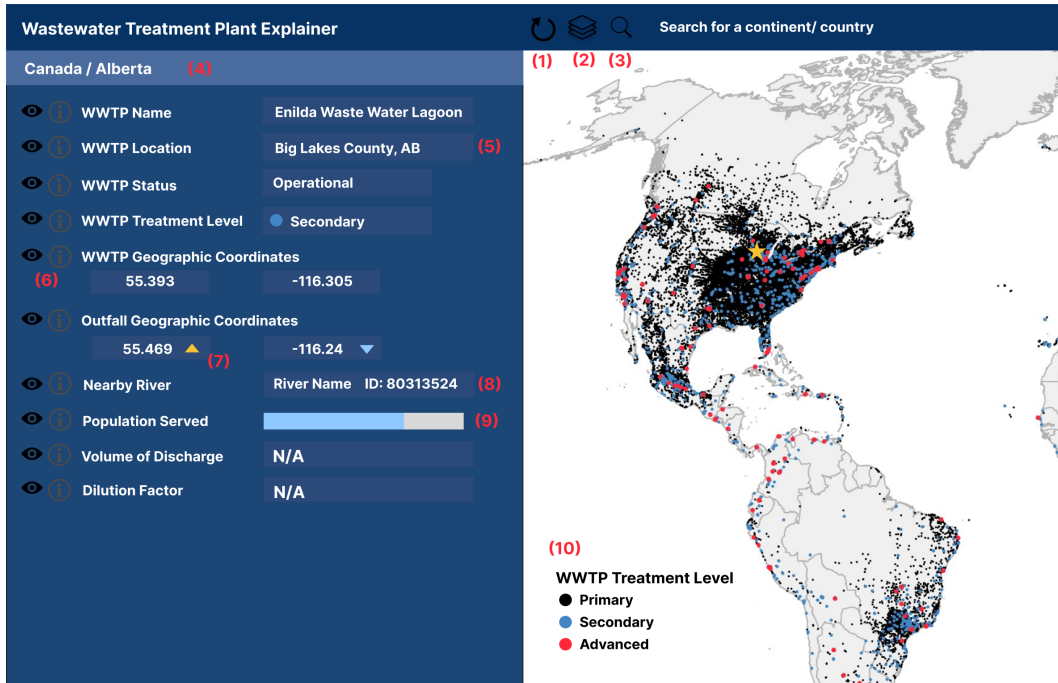 Wastewater Treatment Plant Explainer
Search for a continent/ country
(1) (2) (3)
Canada / Alberta (4)
WWTP Name Enilda Waste Water Lagoon
WWTP Location Big Lakes County, AB (5)
WWTP Status Operational
WWTP Treatment Level Secondary
WWTP Geographic Coordinates
(6) 55.393 -116.305
Outfall Geographic Coordinates
55.469 (7) -116.24
Nearby River River Name ID: 80313524 (8)
Population Served (9)
Volume of Discharge N/A
Dilution Factor N/A
(10)
WWTP Treatment Level
Primary
Secondary
Advanced